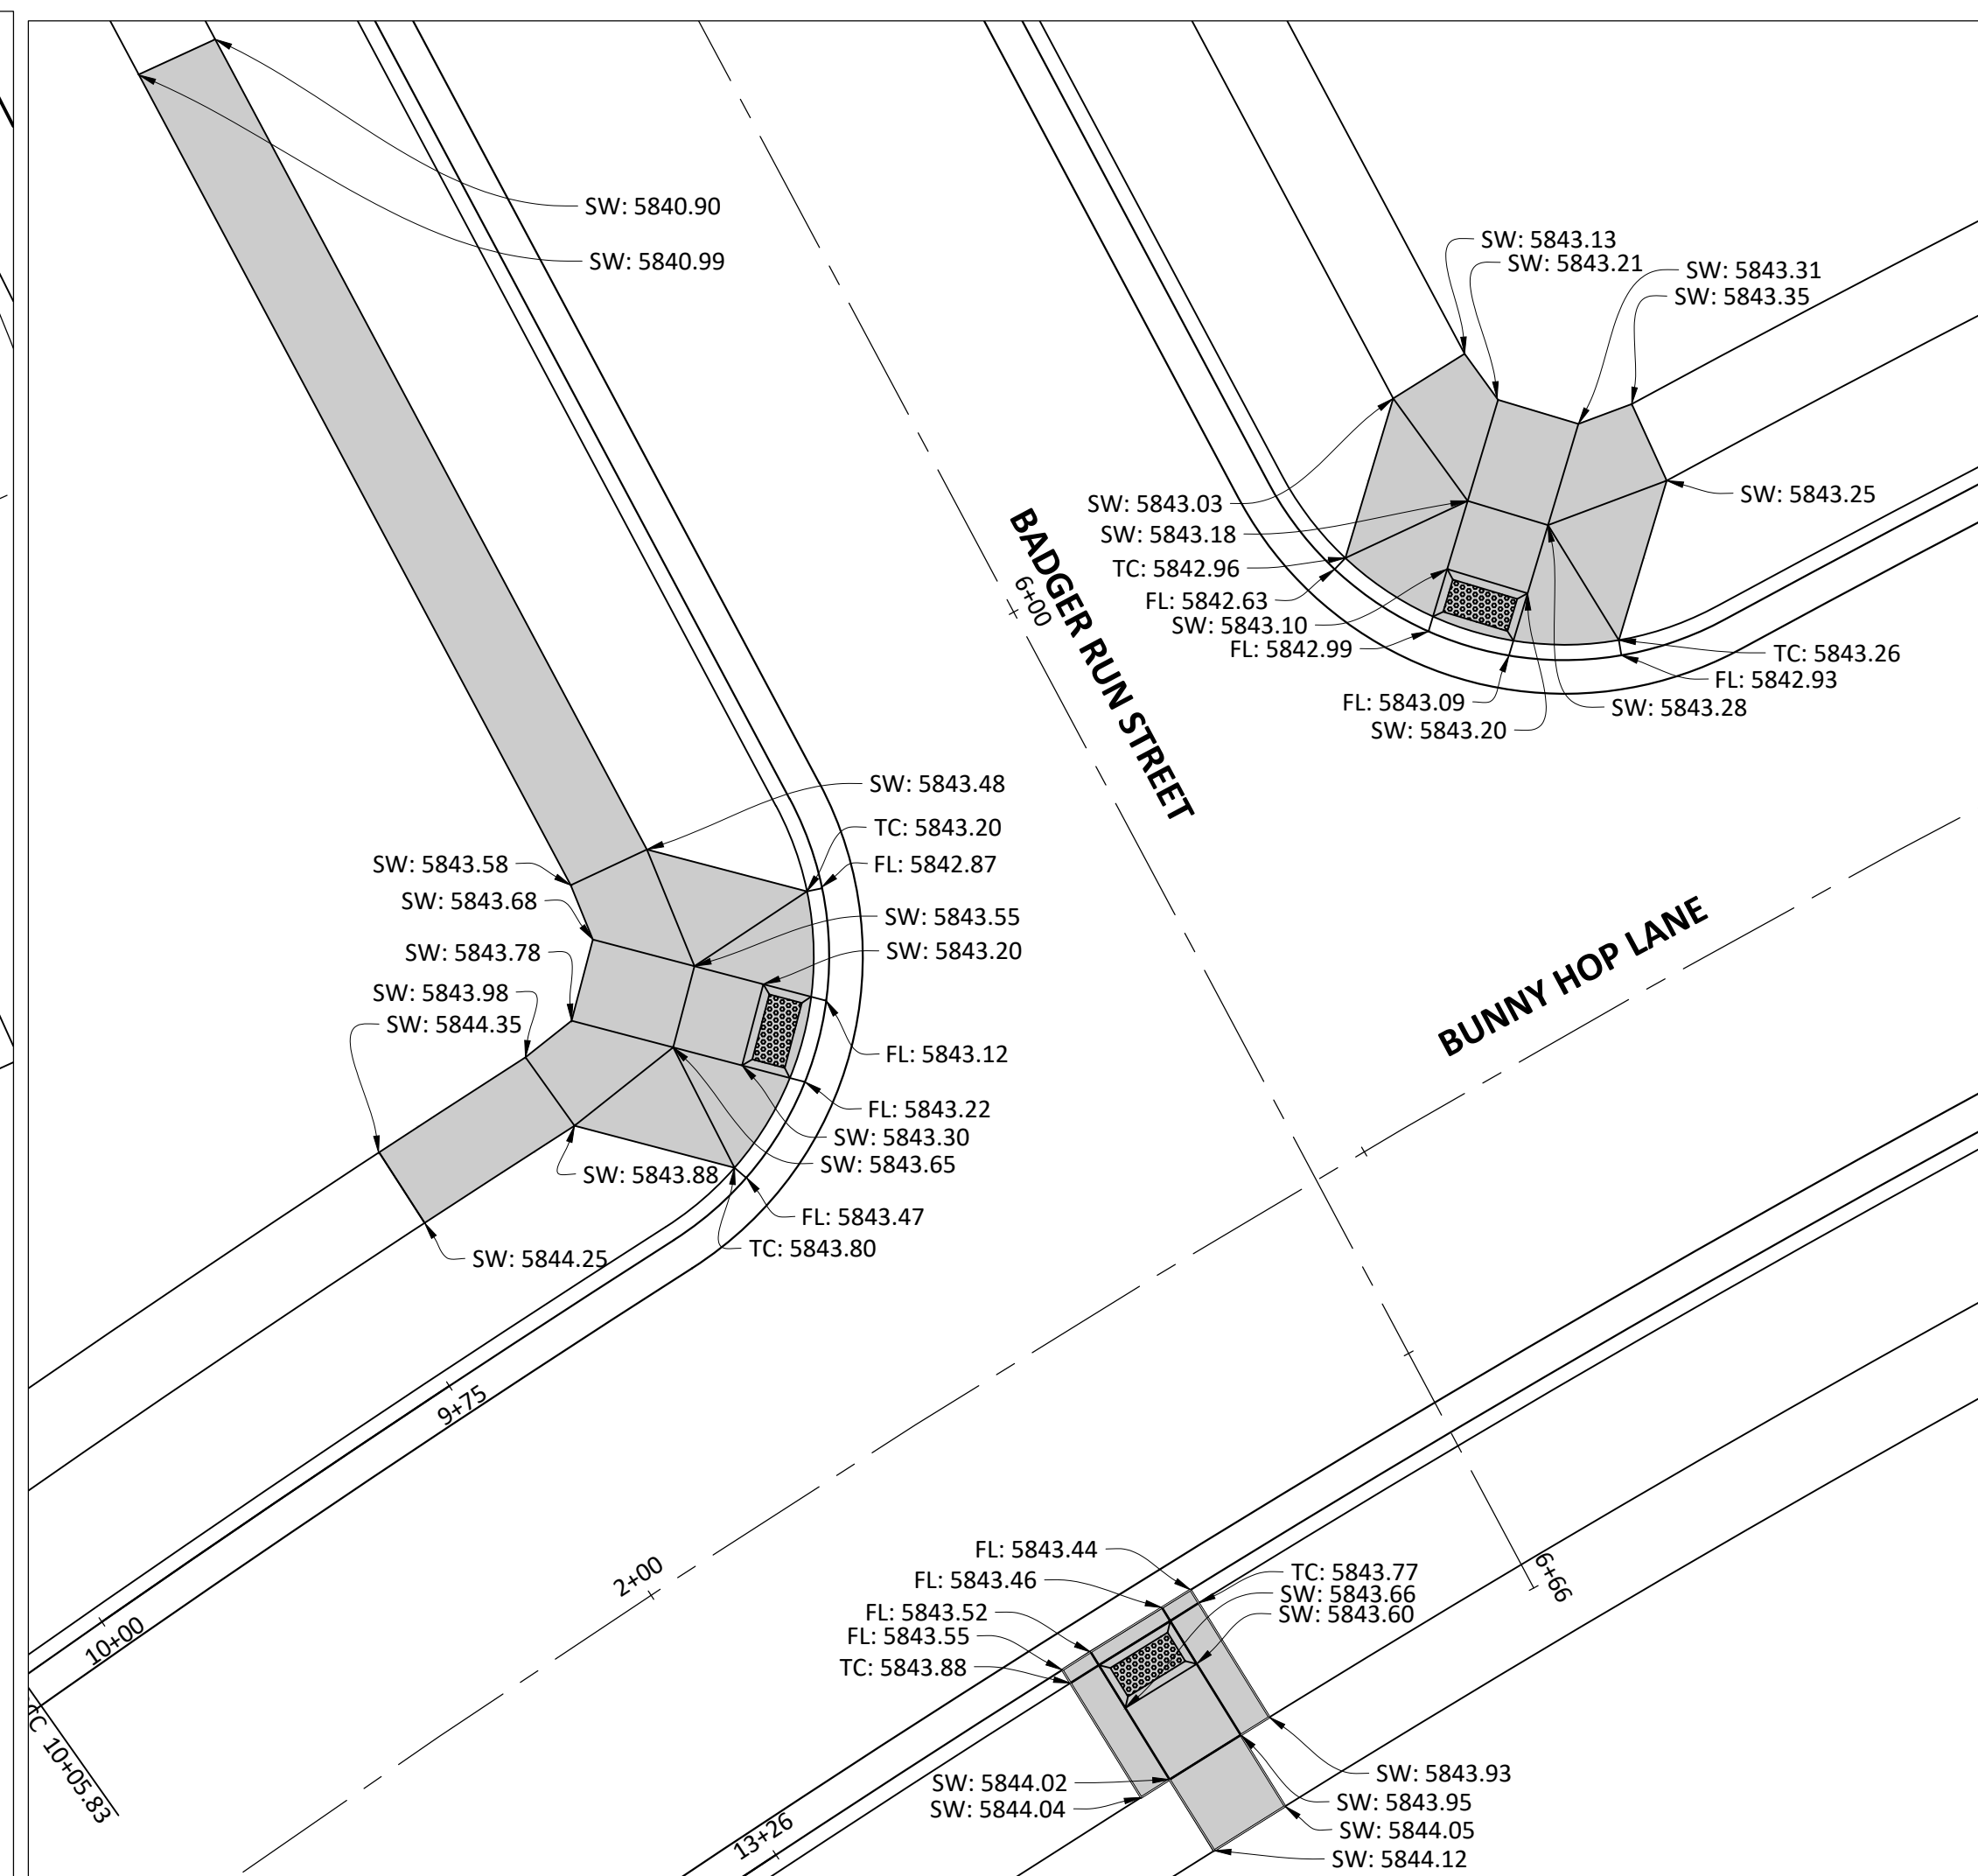 SW: 5840.90
SW: 5840.99
SW: 5843.13
SW: 5843.21
SW: 5843.31
SW: 5843.35
SW: 5843.25
SW: 5843.03
SW: 5843.18
TC: 5842.96
FL: 5842.63
SW: 5843.10
FL: 5842.99
FL: 5843.09
SW: 5843.20
TC: 5843.26
FL: 5842.93
SW: 5843.28
BADGER RUN STREET
6+00
SW: 5843.48
TC: 5843.20
FL: 5842.87
SW: 5843.58
SW: 5843.68
SW: 5843.55
SW: 5843.20
SW: 5843.78
SW: 5843.98
SW: 5844.35
FL: 5843.12
FL: 5843.22
SW: 5843.30
SW: 5843.65
SW: 5843.88
FL: 5843.47
TC: 5843.80
SW: 5844.25
BUNNY HOP LANE
9+75
10+00
2+00
TC 10+05.83
6+66
FL: 5843.44
FL: 5843.46
FL: 5843.52
FL: 5843.55
TC: 5843.88
TC: 5843.77
SW: 5843.66
SW: 5843.60
SW: 5844.02
SW: 5844.04
SW: 5843.93
SW: 5843.95
SW: 5844.05
SW: 5844.12
13+26